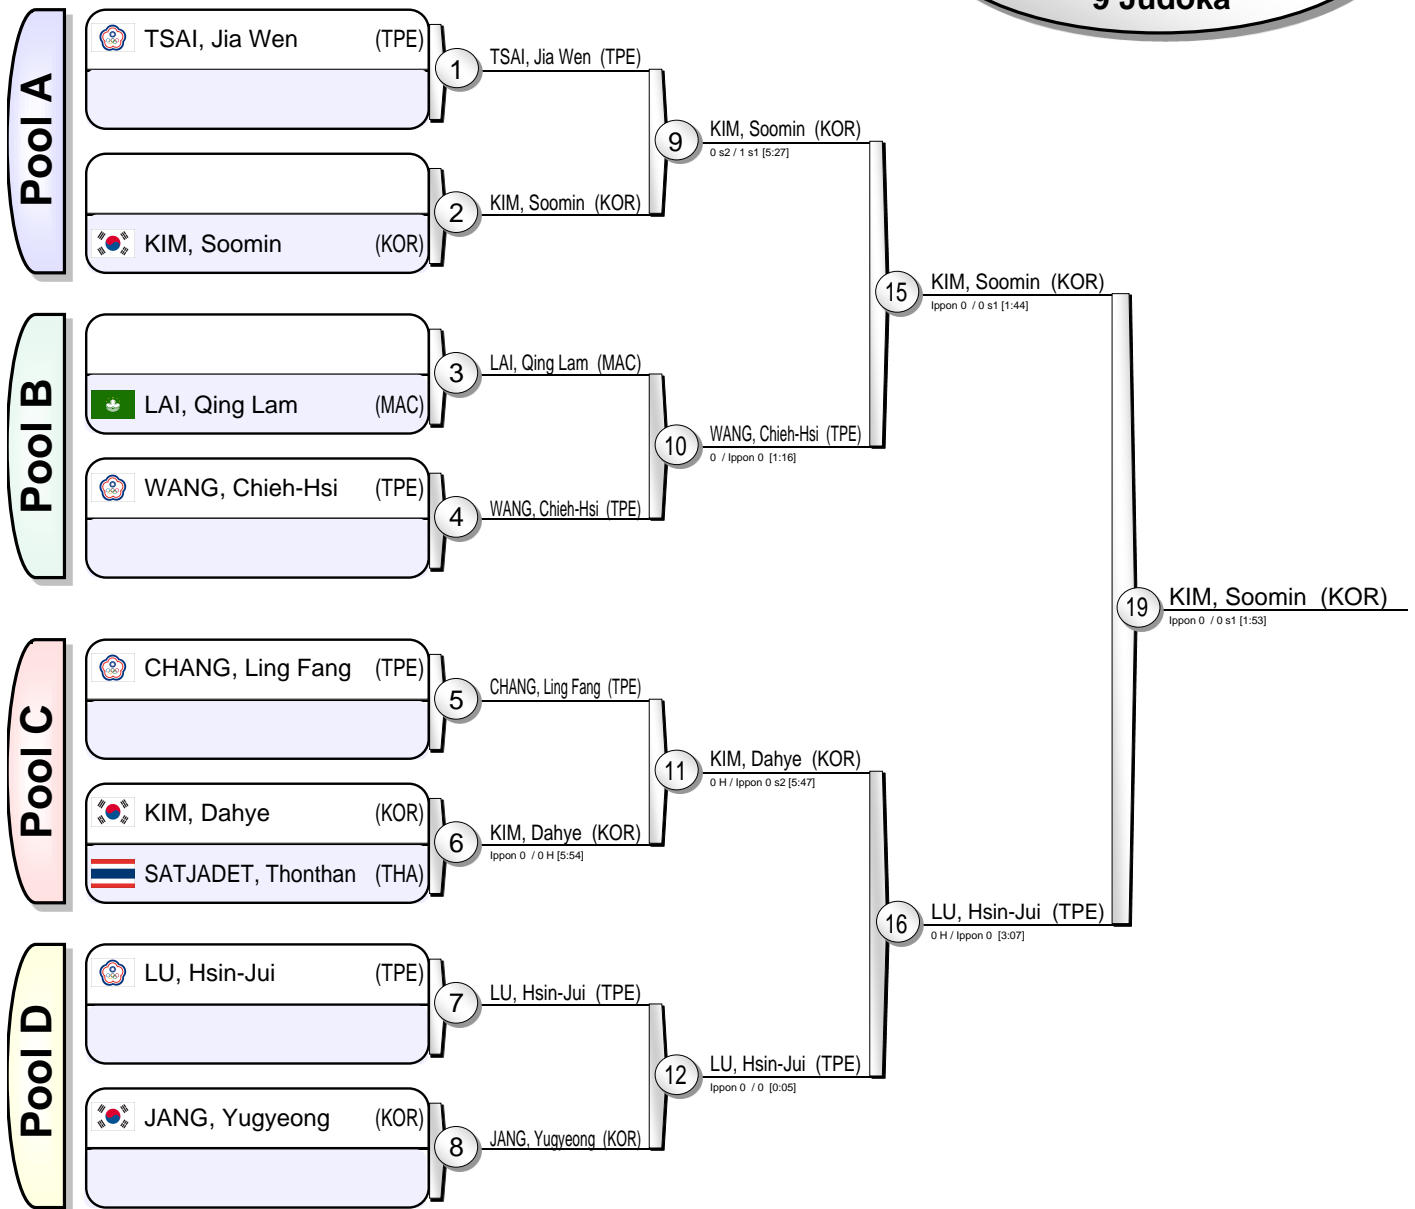 9 Judoka
Pool A
TSAI, Jia Wen (TPE)
KIM, Soomin (KOR)
1
TSAI, Jia Wen (TPE)
2
KIM, Soomin (KOR)
9
KIM, Soomin (KOR)
0 s2 / 1 s1 [5:27]
Pool B
LAI, Qing Lam (MAC)
WANG, Chieh-Hsi (TPE)
3
LAI, Qing Lam (MAC)
4
WANG, Chieh-Hsi (TPE)
10
WANG, Chieh-Hsi (TPE)
0 / Ippon 0 [1:16]
15
KIM, Soomin (KOR)
Ippon 0 / 0 s1 [1:44]
Pool C
CHANG, Ling Fang (TPE)
KIM, Dahye (KOR)
SATJADET, Thonthan (THA)
5
CHANG, Ling Fang (TPE)
6
KIM, Dahye (KOR)
Ippon 0 / 0 H [5:54]
11
KIM, Dahye (KOR)
0 H / Ippon 0 s2 [5:47]
Pool D
LU, Hsin-Jui (TPE)
JANG, Yugyeong (KOR)
7
LU, Hsin-Jui (TPE)
8
JANG, Yugyeong (KOR)
12
LU, Hsin-Jui (TPE)
Ippon 0 / 0 [0:05]
16
LU, Hsin-Jui (TPE)
0 H / Ippon 0 [3:07]
19
KIM, Soomin (KOR)
Ippon 0 / 0 s1 [1:53]